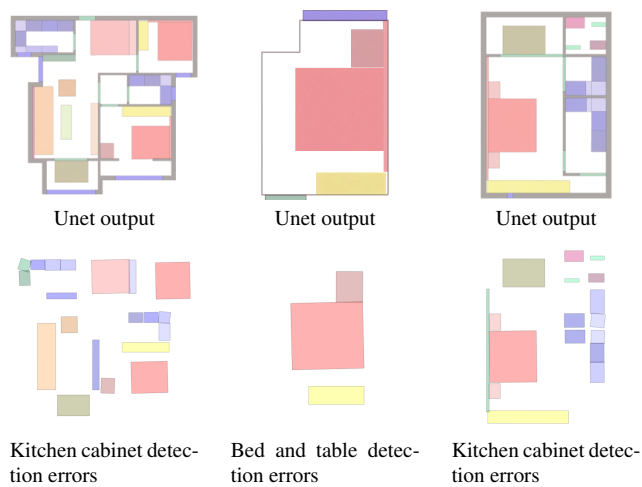 Unet output
Unet output
Unet output
Kitchen cabinet detec-
tion errors
Bed and table detec-
tion errors
Kitchen cabinet detec-
tion errors